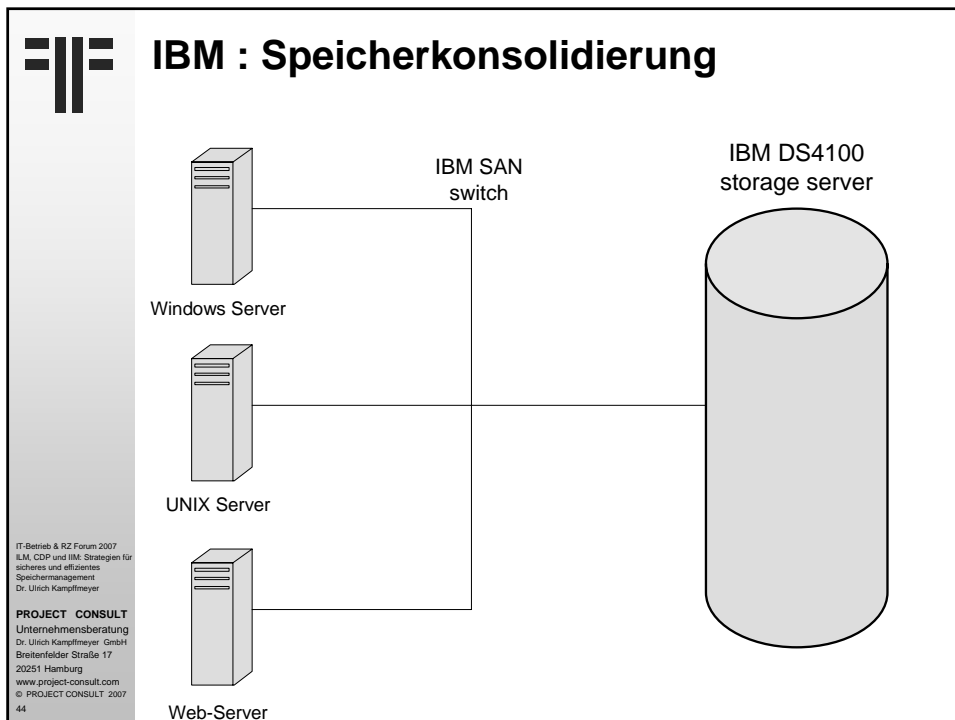 IBM : Speicherkonsolidierung
IBM SAN
switch
IBM DS4100
storage server
Windows Server
UNIX Server
Web-Server
IT-Betrieb & RZ Forum 2007
ILM, CDP und IIM: Strategien für
sicheres und effizientes
Speichermanagement
Dr. Ulrich Kampffmeyer
PROJECT CONSULT
Unternehmensberatung
Dr. Ulrich Kampffmeyer GmbH
Breitenfelder Straße 17
20251 Hamburg
www.project-consult.com
© PROJECT CONSULT 2007
44